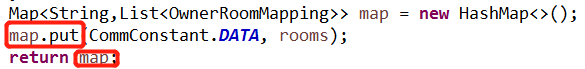 Map<String,List<OwnerRoomMapping>> map = new HashMap<>();
map.put(CommConstant.DATA, rooms);
return map;